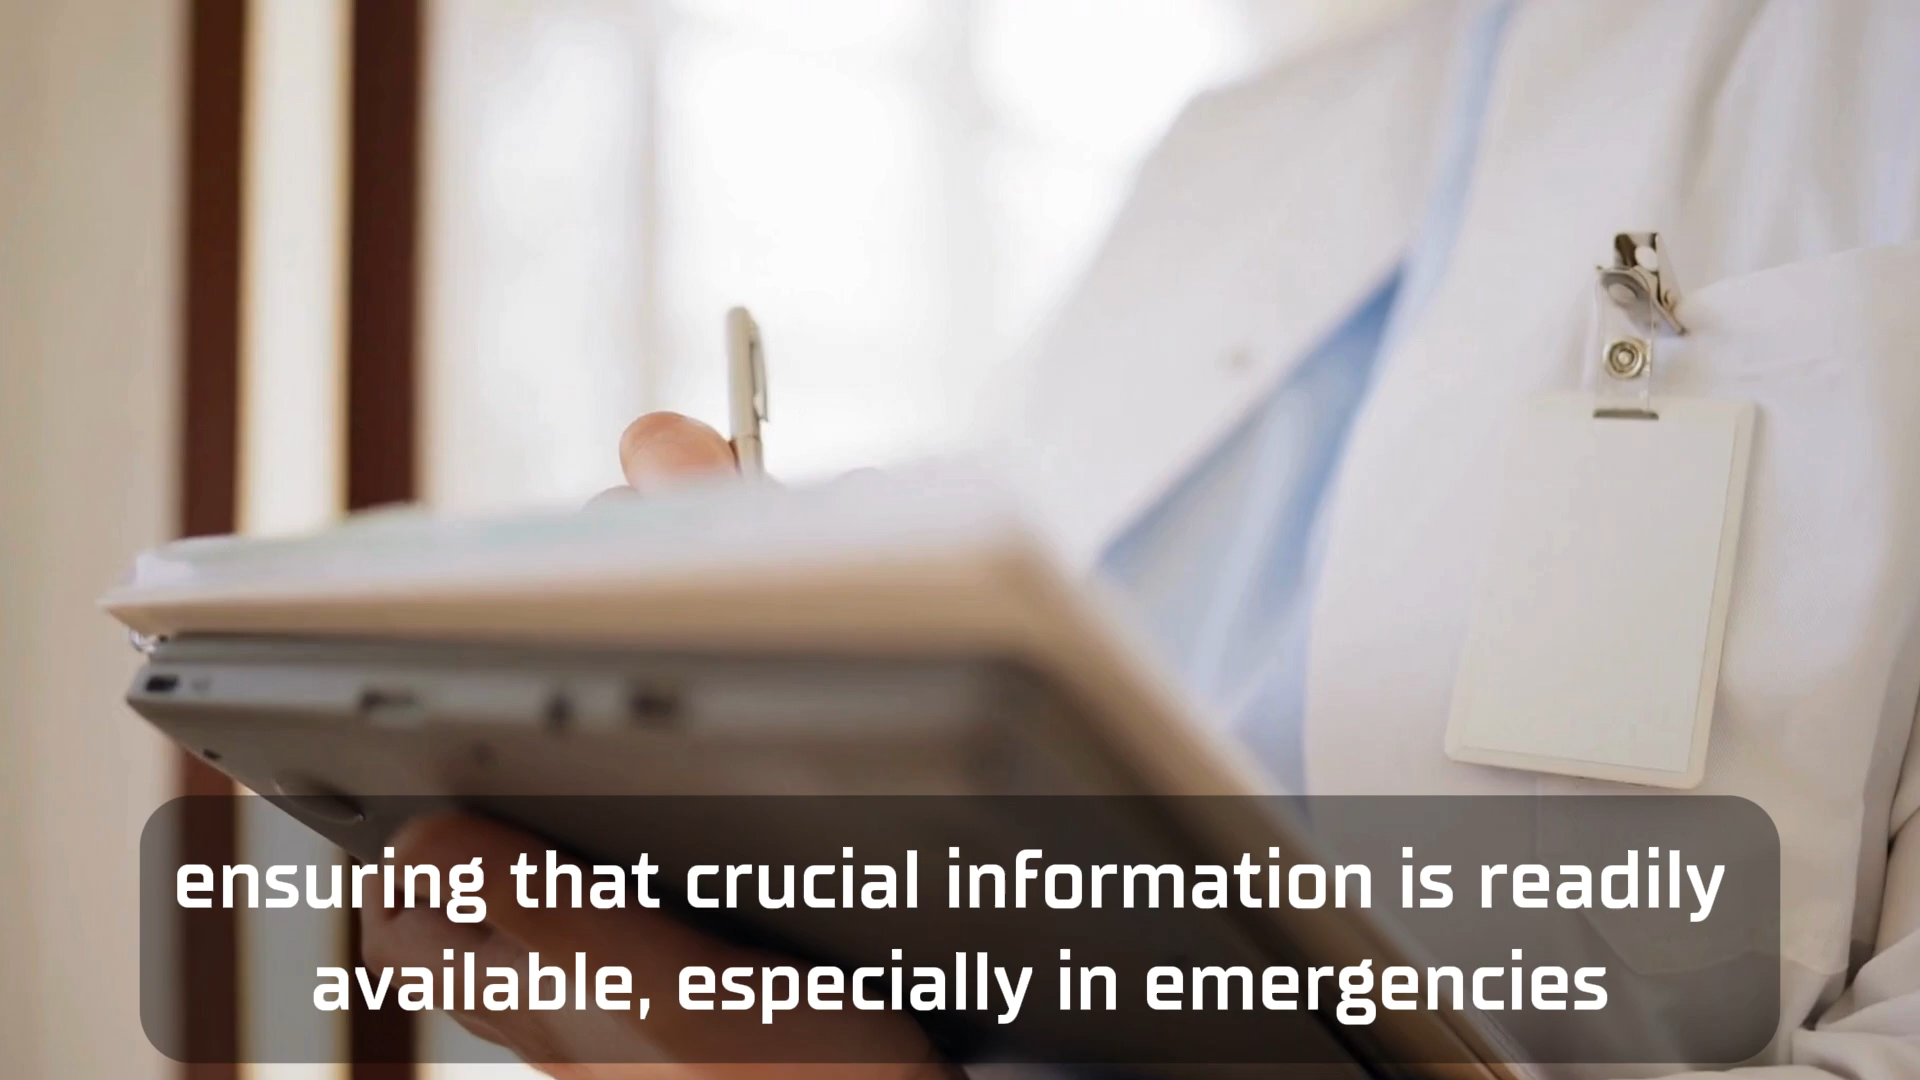 ensuring that crucial information is readily
available, especially in emergencies